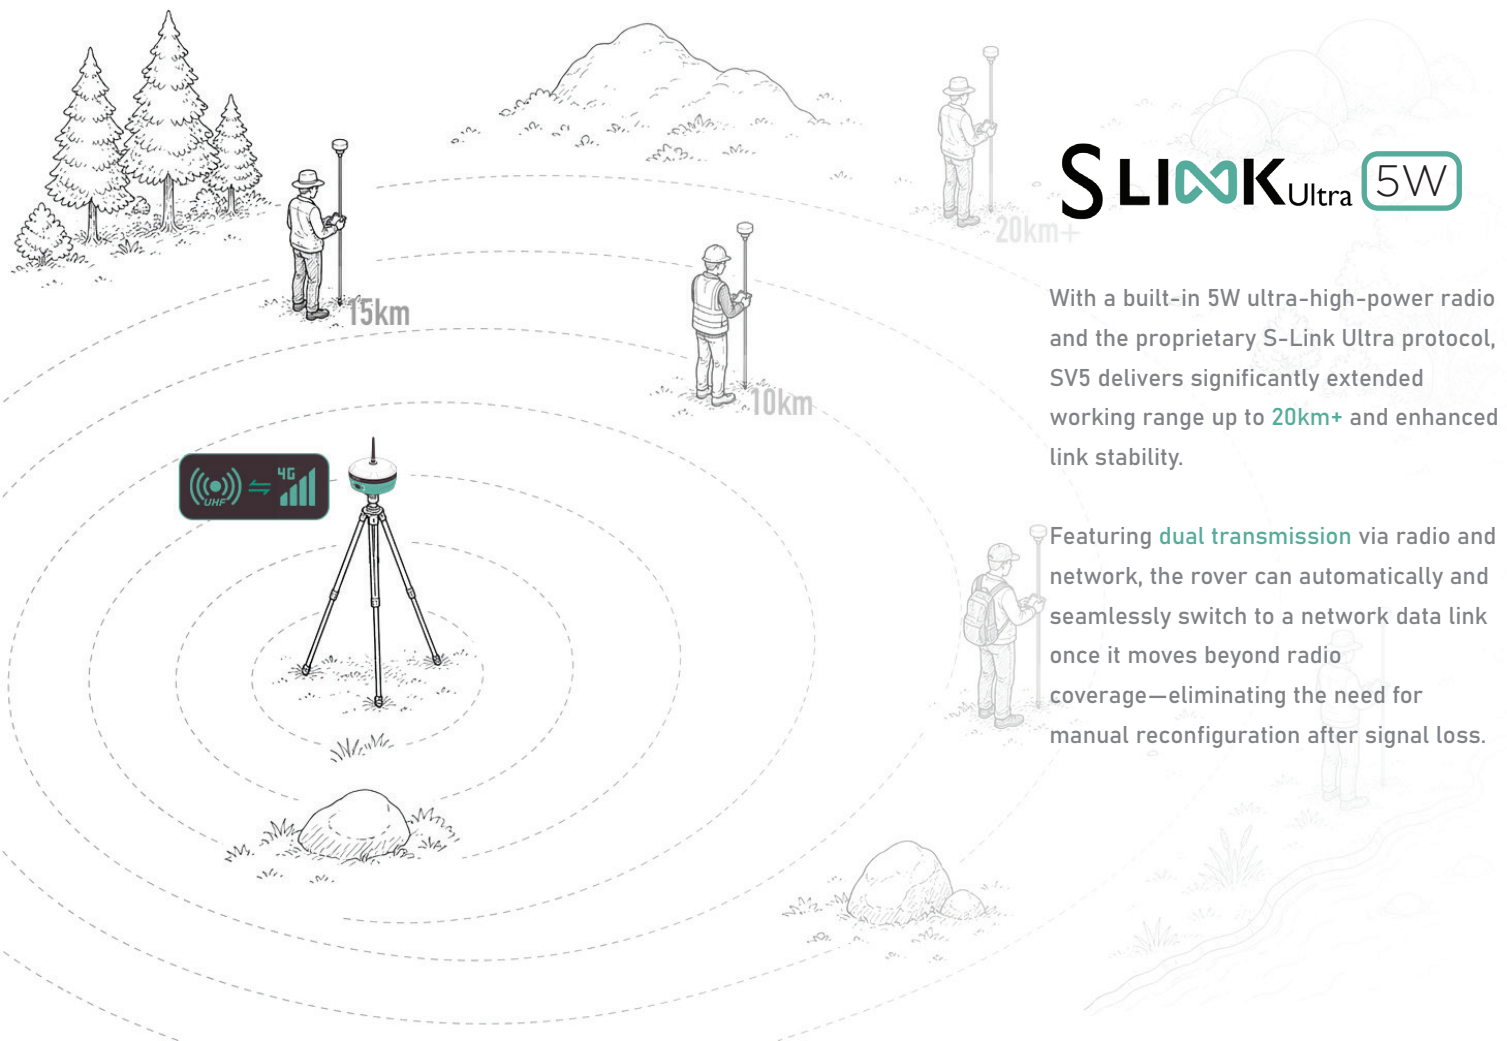 S LINK Ultra 5W
20km+
15km
10km
UHF
4G
With a built-in 5W ultra-high-power radio
and the proprietary S-Link Ultra protocol,
SV5 delivers significantly extended
working range up to 20km+ and enhanced
link stability.
Featuring dual transmission via radio and
network, the rover can automatically and
seamlessly switch to a network data link
once it moves beyond radio
coverage—eliminating the need for
manual reconfiguration after signal loss.